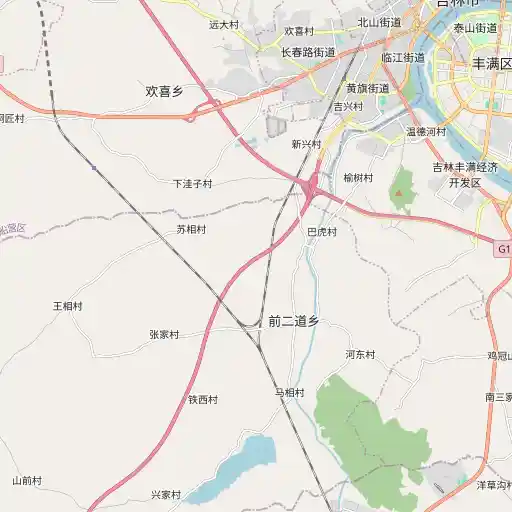 吉林市
北山街道
远大村
欢喜村
泰山街道
长春路街道
临江街道
丰满区
欢喜乡
黄旗街道
吉兴村
温德河村
新兴村
吉林丰满经济
开发区
下洼子村
榆树村
苏相村
巴虎村
G1
王相村
张家村
前二道乡
河东村
鸡冠山
铁西村
马相村
南三家
山前村
兴家村
洋草沟村